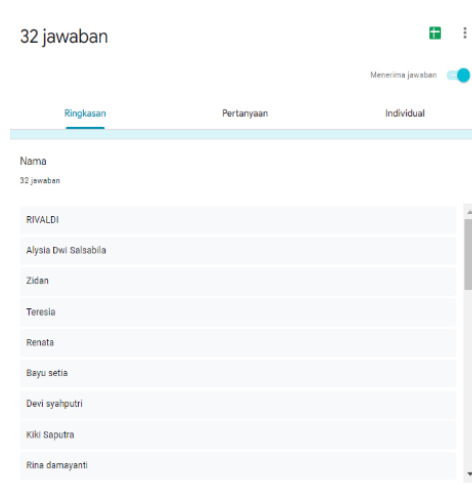 32 jawaban
Menerima jawaban
Ringkasan Pertanyaan Individual
Nama
32 jawaban
RIVALDI
Alysia Dwi Salsabila
Zidan
Teresia
Renata
Bayu setia
Devi syahputri
Kiki Saputra
Rina damayanti